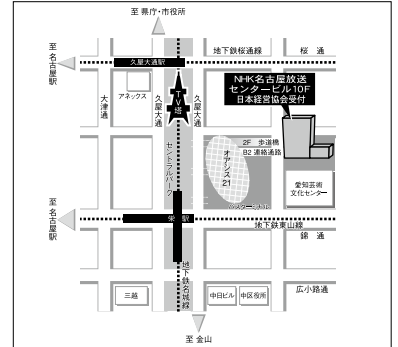 至 県庁・市役所
至名古屋駅
久屋大通駅
地下鉄桜通線
桜通
大津通
アネックス
久屋大通
TV塔
久屋大通
NHK名古屋放送
センタービル10F
日本経営協会受付
セントラルパーク
2F 歩道橋
B2 連絡通路
オアシス21
愛知芸術
文化センター
バスターミナル
至名古屋駅
栄駅
地下鉄東山線
錦通
地下鉄名城線
三越
中日ビル
中区役所
広小路通
至 金山